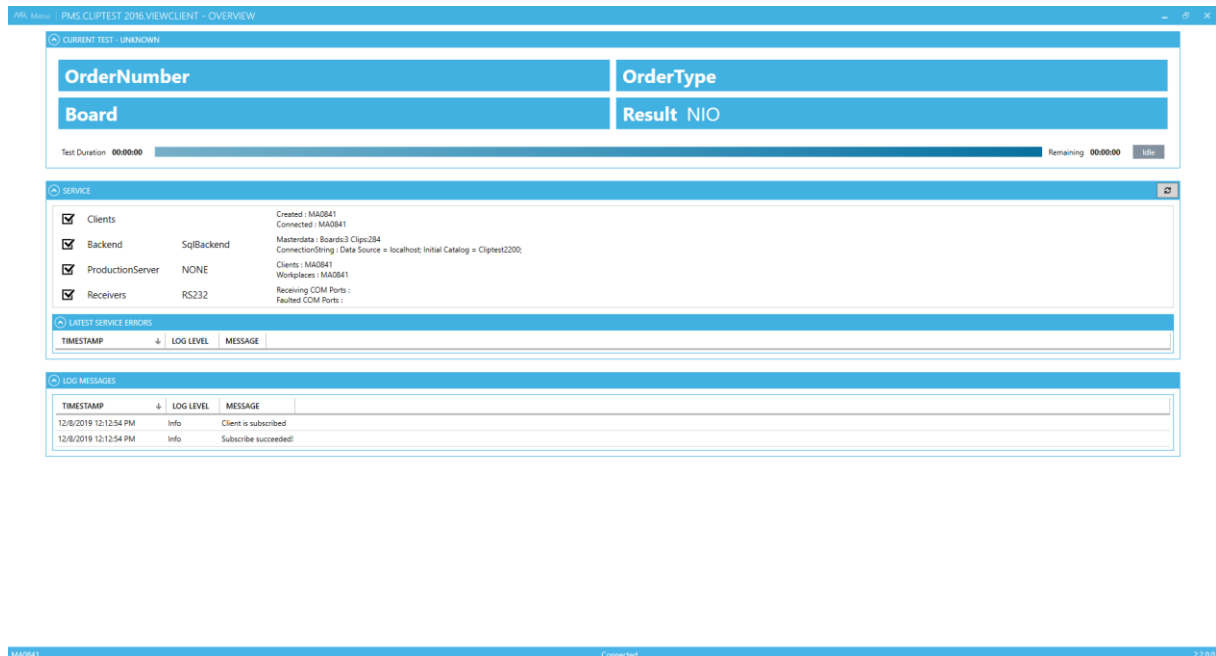 Menu PMS.CLIPTEST 2016.VIEWCLIENT - OVERVIEW
CURRENT TEST - UNKNOWN
OrderNumber OrderType
Board Result NIO
Test Duration 00:00:00 Remaining 00:00:00 Idle
SERVICE
Clients Created : MA0841
Connected : MA0841
Backend SqlBackend Masterdata : Boards:3 Clips:284
ConnectionString : Data Source = localhost; Initial Catalog = Cliptest2200;
ProductionServer NONE Clients : MA0841
Workplaces : MA0841
Receivers RS232 Receiving COM Ports :
Faulted COM Ports :
LATEST SERVICE ERRORS
TIMESTAMP LOG LEVEL MESSAGE
LOG MESSAGES
TIMESTAMP LOG LEVEL MESSAGE
12/8/2019 12:12:54 PM Info Client is subscribed
12/8/2019 12:12:54 PM Info Subscribe succeeded!
MA0841 Connected 2.2.0.0